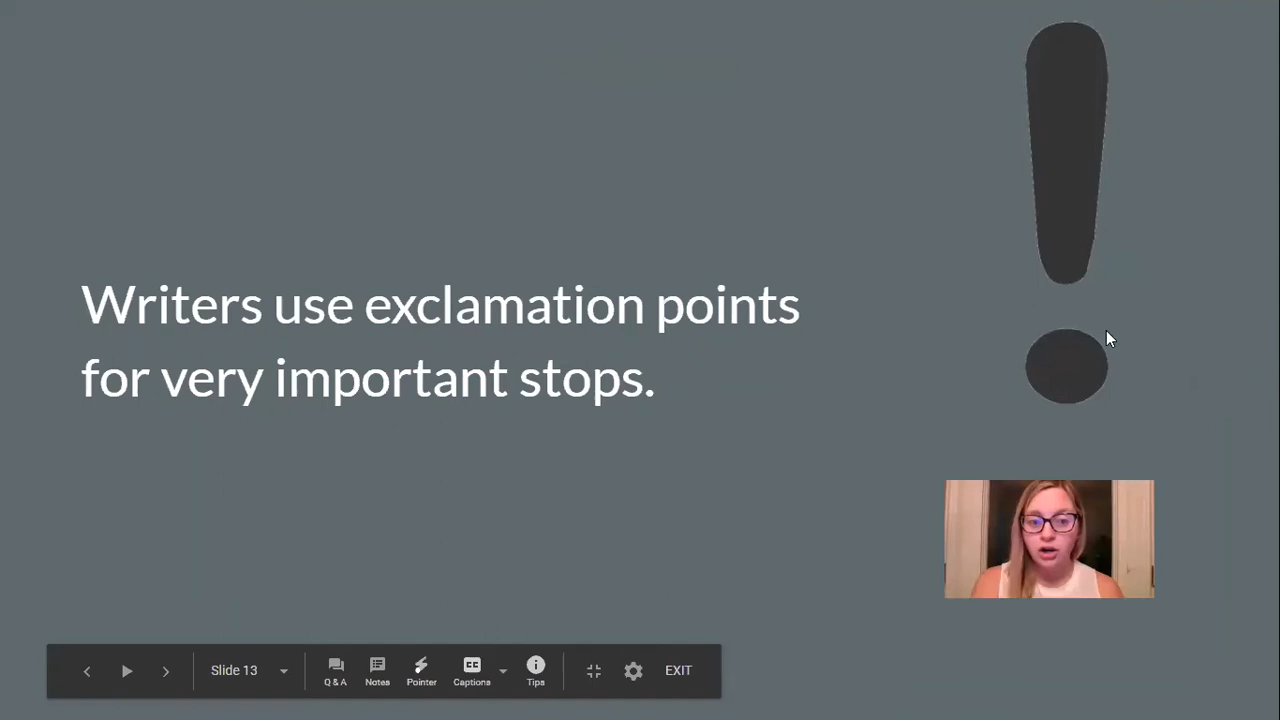 Writers use exclamation points
for very important stops.
Slide 13
Q & A
Notes
Pointer
Captions
Tips
EXIT